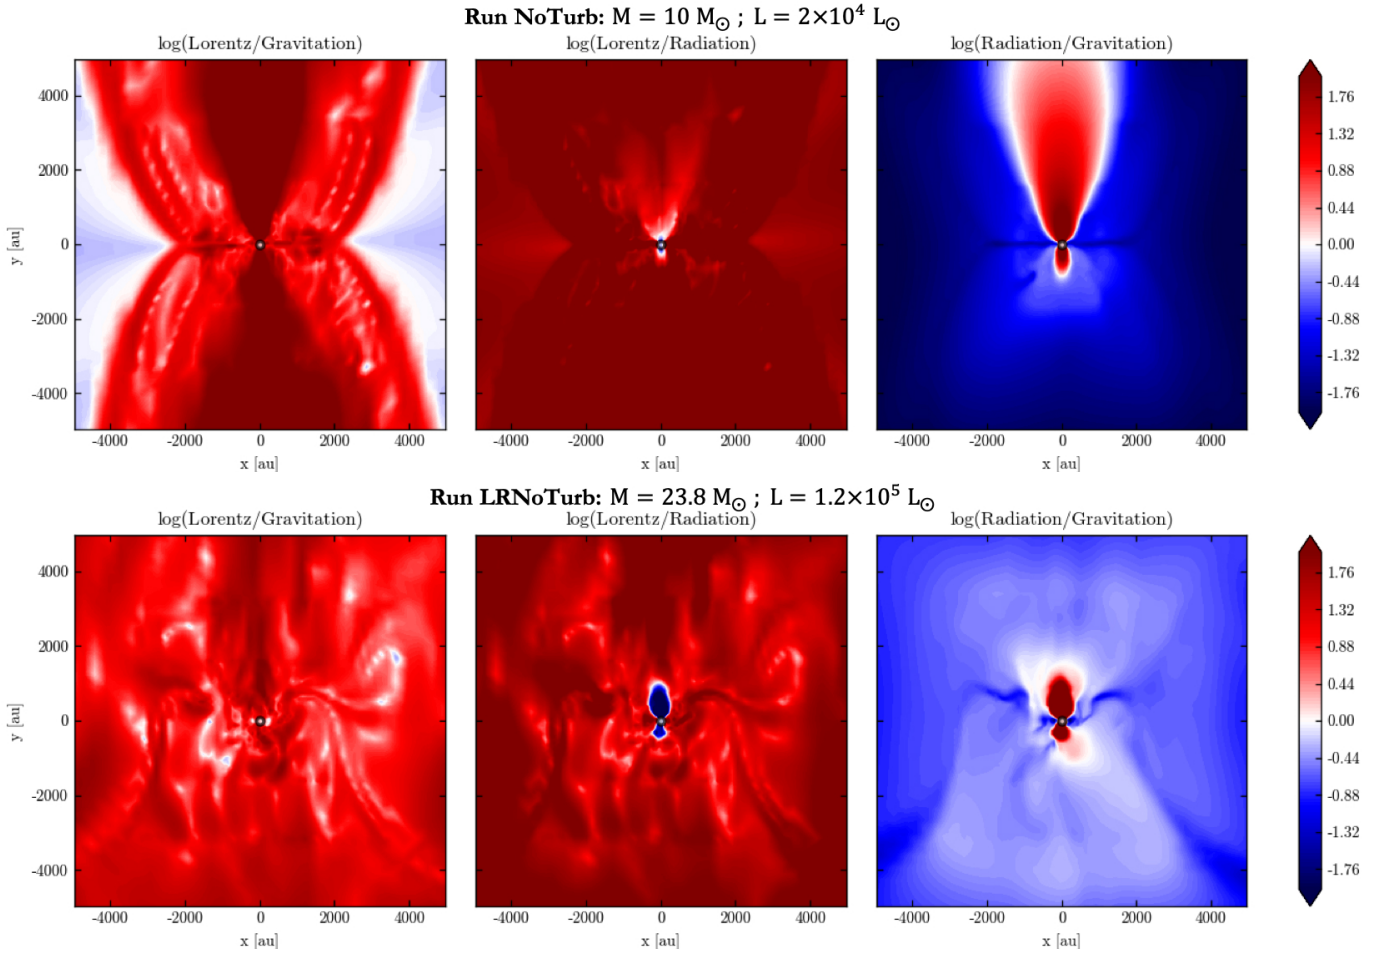 Run NoTurb: M = 10 M⊙ ; L = 2×10⁴ L⊙
log(Lorentz/Gravitation) log(Lorentz/Radiation) log(Radiation/Gravitation)
4000
2000
0
-2000
-4000
y [au]
-4000 -2000 0 2000 4000
x [au]
-4000 -2000 0 2000 4000
x [au]
-4000 -2000 0 2000 4000
x [au]
1.76
1.32
0.88
0.44
0.00
-0.44
-0.88
-1.32
-1.76
Run LRNoTurb: M = 23.8 M⊙ ; L = 1.2×10⁵ L⊙
log(Lorentz/Gravitation) log(Lorentz/Radiation) log(Radiation/Gravitation)
4000
2000
0
-2000
-4000
y [au]
-4000 -2000 0 2000 4000
x [au]
-4000 -2000 0 2000 4000
x [au]
-4000 -2000 0 2000 4000
x [au]
1.76
1.32
0.88
0.44
0.00
-0.44
-0.88
-1.32
-1.76